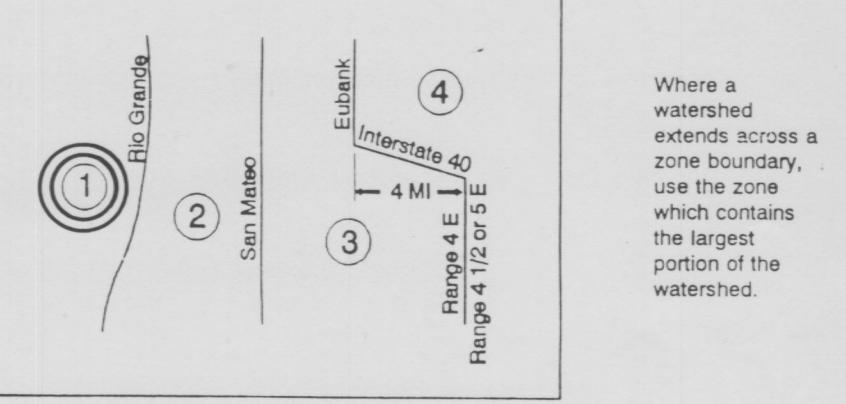 Rio Grande
Eubank
4
Interstate 40
1
2
San Mateo
4 MI
3
Range 4 E
Range 4 1/2 or 5 E
Where a
watershed
extends across a
zone boundary,
use the zone
which contains
the largest
portion of the
watershed.